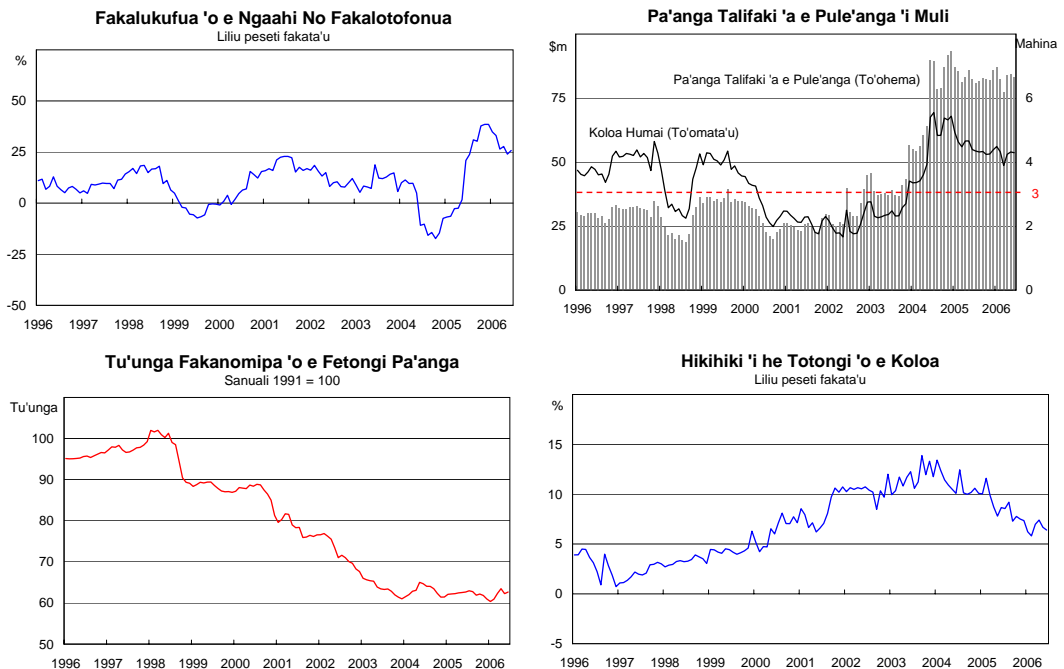 Fakalukufua 'o e Ngaahi No Fakalotofonua
Liliu peseti fakata'u
%
50
25
0
-25
-50
1996 1997 1998 1999 2000 2001 2002 2003 2004 2005 2006
Pa'anga Talifaki 'a e Pule'anga 'i Muli
$m
Mahina
Pa'anga Talifaki 'a e Pule'anga (To'ohema)
75
6
Koloa Humai (To'omata'u)
50
4
3
25
2
0
0
1996 1997 1998 1999 2000 2001 2002 2003 2004 2005 2006
Tu'unga Fakanomipa 'o e Fetongi Pa'anga
Sanuali 1991 = 100
Tu'unga
100
90
80
70
60
50
1996 1997 1998 1999 2000 2001 2002 2003 2004 2005 2006
Hikihiki 'i he Totongi 'o e Koloa
Liliu peseti fakata'u
%
15
10
5
0
-5
1996 1997 1998 1999 2000 2001 2002 2003 2004 2005 2006